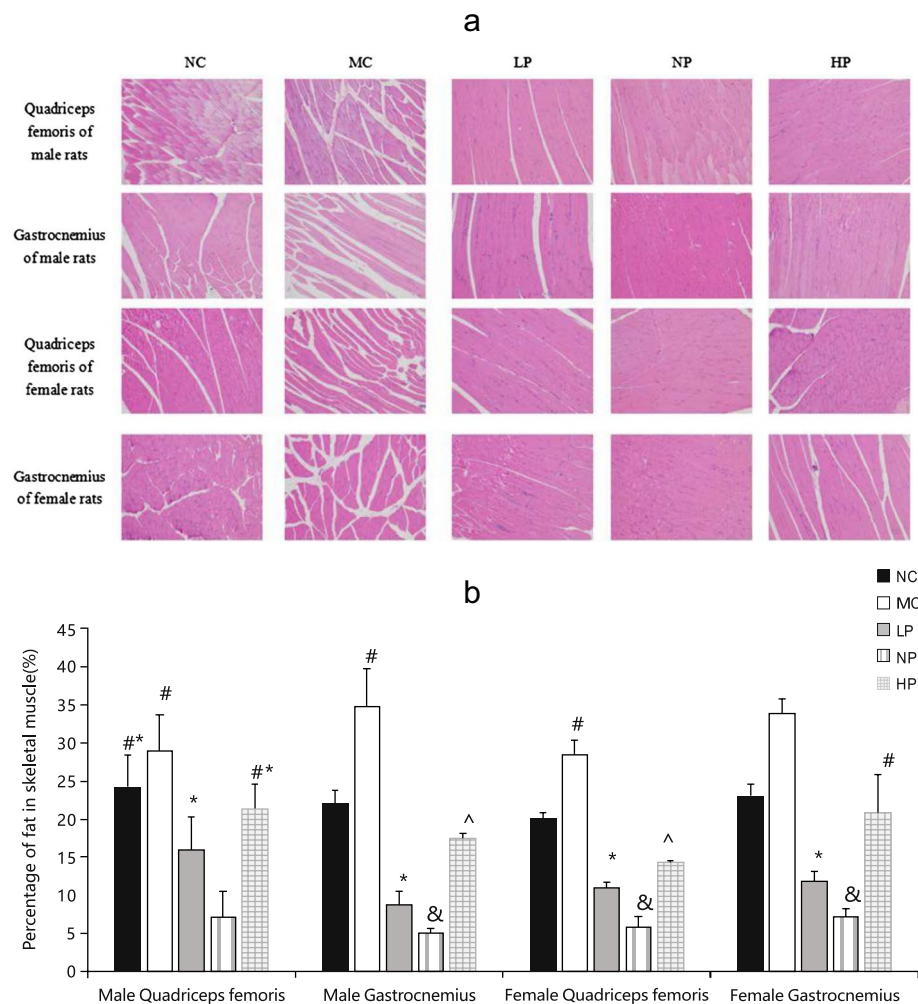 a
NC MC LP NP HP
Quadriceps
femoris of
male rats
Gastrocnemius
of male rats
Quadriceps
femoris of
female rats
Gastrocnemius
of female rats
b
NC
MC
LP
NP
HP
Percentage of fat in skeletal muscle(%)
45
40
35
30
25
20
15
10
5
0
#*
#
*
#*
#
*
&
^
#
*
&
^
*
&
#
Male Quadriceps femoris Male Gastrocnemius Female Quadriceps femoris Female Gastrocnemius